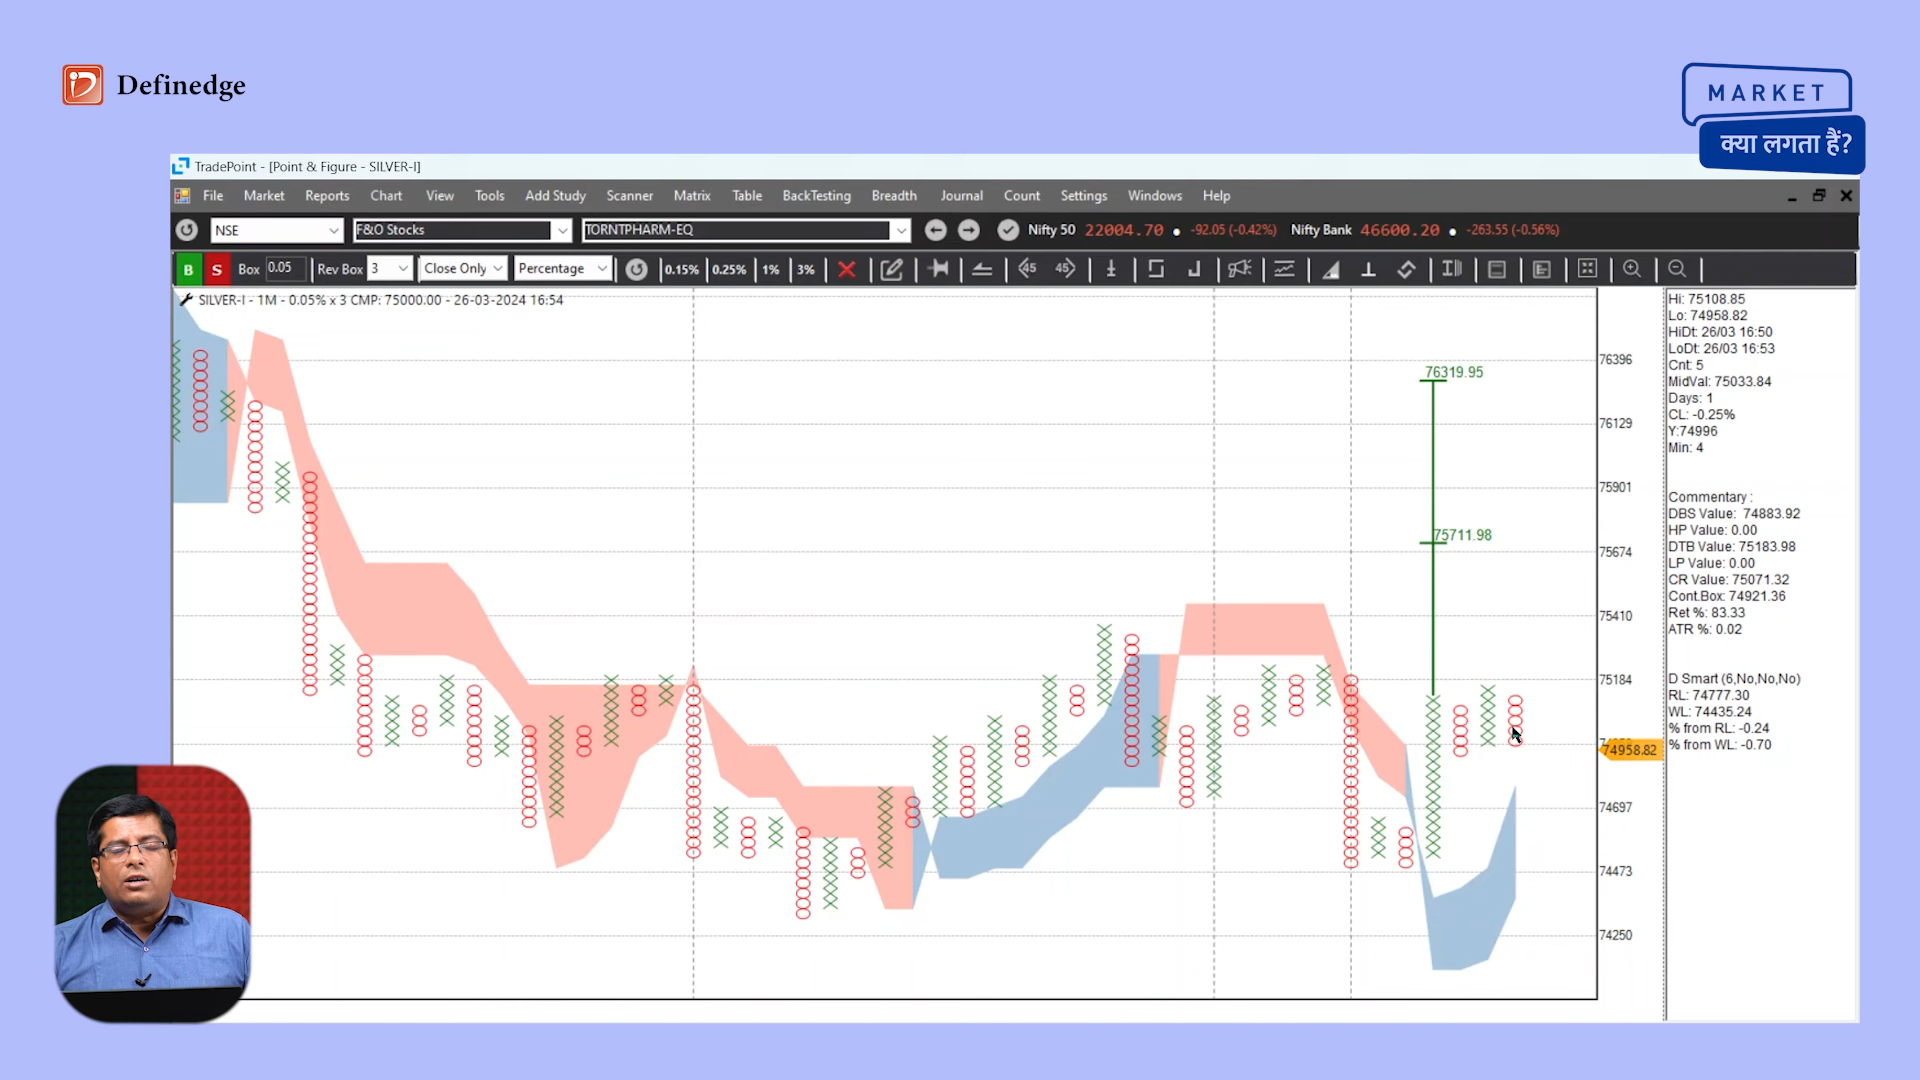 Definedge
MARKET
क्या लगता हैं?
TradePoint - [Point & Figure - SILVER-I]
File Market Reports Chart View Tools Add Study Scanner Matrix Table BackTesting Breadth Journal Count Settings Windows Help
NSE F&O Stocks TORNTPHARM-EQ Nifty 50 22004.70 -92.05 (-0.42%) Nifty Bank 46600.20 -263.55 (-0.56%)
B S Box 0.05 Rev Box 3 Close Only Percentage 0.15% 0.25% 1% 3% 45 45
SILVER-I - 1M - 0.05% x 3 CMP: 75000.00 - 26-03-2024 16:54
76319.95
75711.98
76396
76129
75901
75674
75410
75184
74958.82
74697
74473
74250
Hi: 75108.85
Lo: 74958.82
HiDt: 26/03 16:50
LoDt: 26/03 16:53
Cnt: 5
MidVal: 75033.84
Days: 1
CL: -0.25%
Y:74996
Min: 4
Commentary :
DBS Value: 74883.92
HP Value: 0.00
DTB Value: 75183.98
LP Value: 0.00
CR Value: 75071.32
Cont.Box: 74921.36
Ret %: 83.33
ATR %: 0.02
D Smart (6,No,No,No)
RL: 74777.30
WL: 74435.24
% from RL: -0.24
% from WL: -0.70